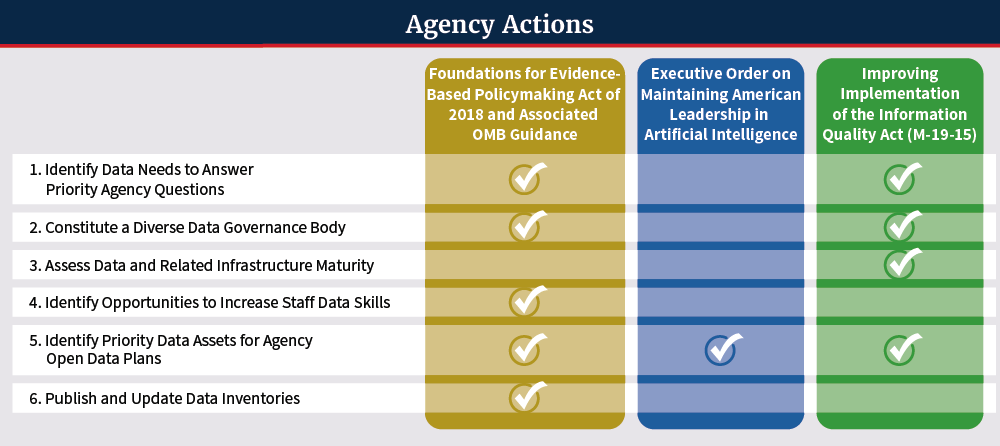 Agency Actions
Foundations for Evidence-
Based Policymaking Act of
2018 and Associated
OMB Guidance
Executive Order on
Maintaining American
Leadership in
Artificial Intelligence
Improving
Implementation
of the Information
Quality Act (M-19-15)
1. Identify Data Needs to Answer
Priority Agency Questions
2. Constitute a Diverse Data Governance Body
3. Assess Data and Related Infrastructure Maturity
4. Identify Opportunities to Increase Staff Data Skills
5. Identify Priority Data Assets for Agency
Open Data Plans
6. Publish and Update Data Inventories